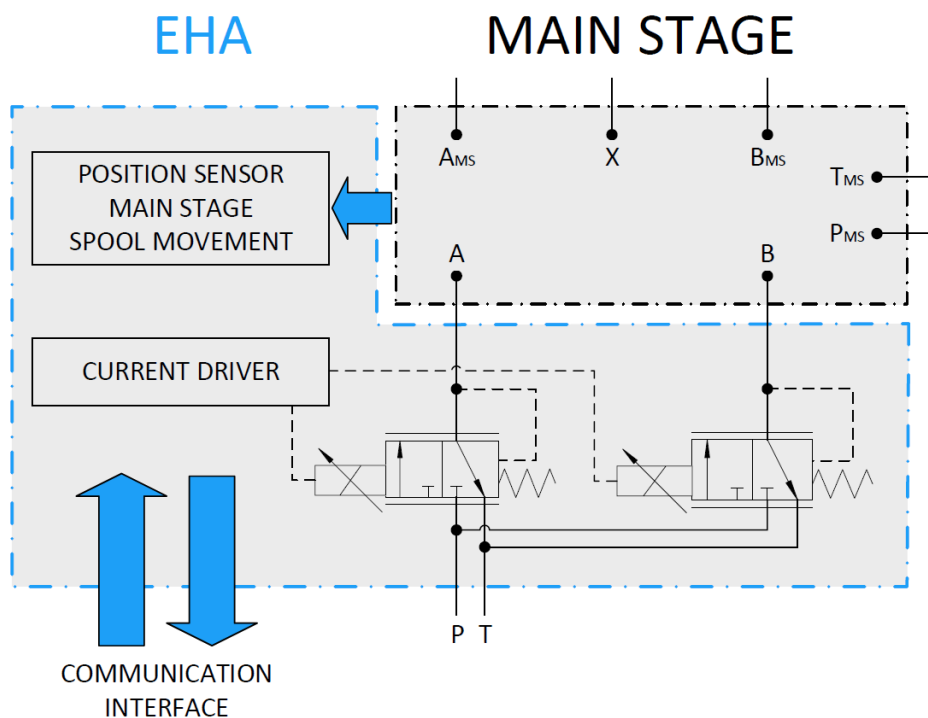 EHA
MAIN STAGE
AMS
X
BMS
TMS
PMS
POSITION SENSOR
MAIN STAGE
SPOOL MOVEMENT
A
B
CURRENT DRIVER
P
T
COMMUNICATION
INTERFACE